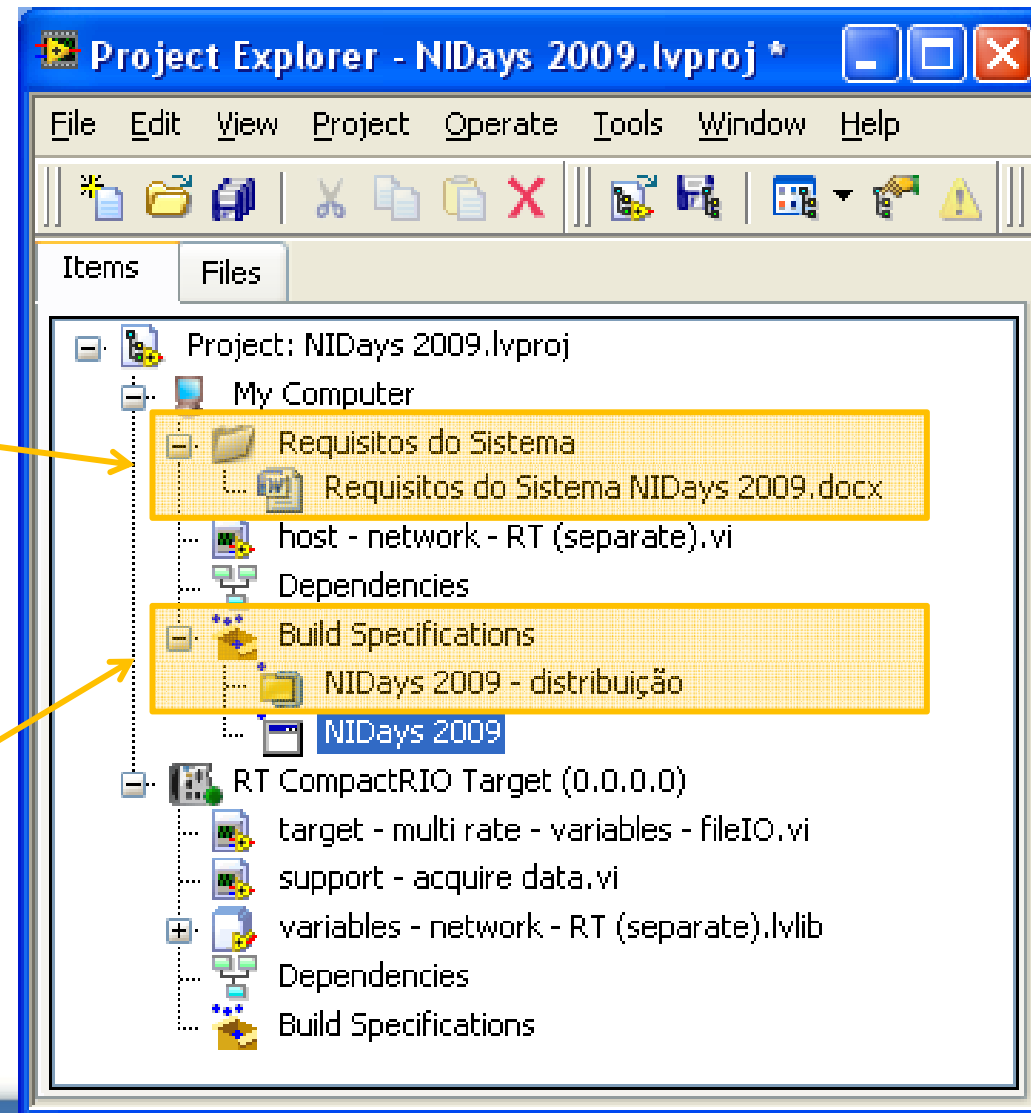 Project Explorer - NIDays 2009.lvproj *
File Edit View Project Operate Tools Window Help
Items Files
Project: NIDays 2009.lvproj
My Computer
Requisitos do Sistema
Requisitos do Sistema NIDays 2009.docx
host - network - RT (separate).vi
Dependencies
Build Specifications
NIDays 2009 - distribuição
NIDays 2009
RT CompactRIO Target (0.0.0.0)
target - multi rate - variables - fileIO.vi
support - acquire data.vi
variables - network - RT (separate).lvlib
Dependencies
Build Specifications